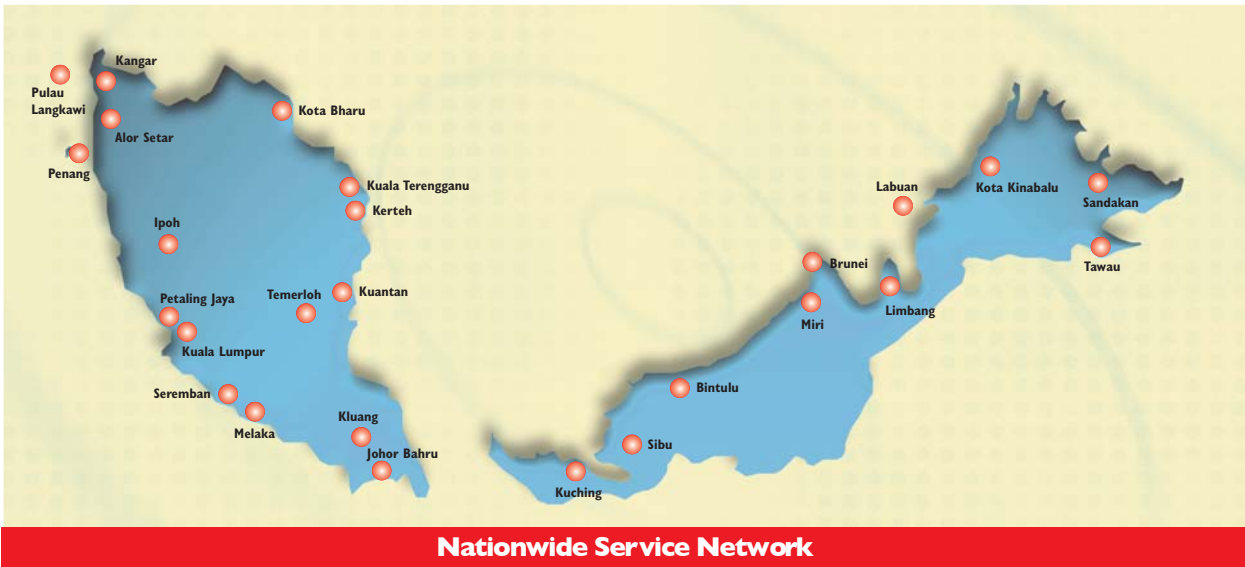 Kangar
Pulau
Langkawi
Kota Bharu
Alor Setar
Penang
Kuala Terengganu
Kerteh
Ipoh
Petaling Jaya
Temerloh
Kuantan
Kuala Lumpur
Seremban
Melaka
Kluang
Johor Bahru
Labuan
Kota Kinabalu
Sandakan
Brunei
Tawau
Limbang
Miri
Bintulu
Sibu
Kuching
Nationwide Service Network